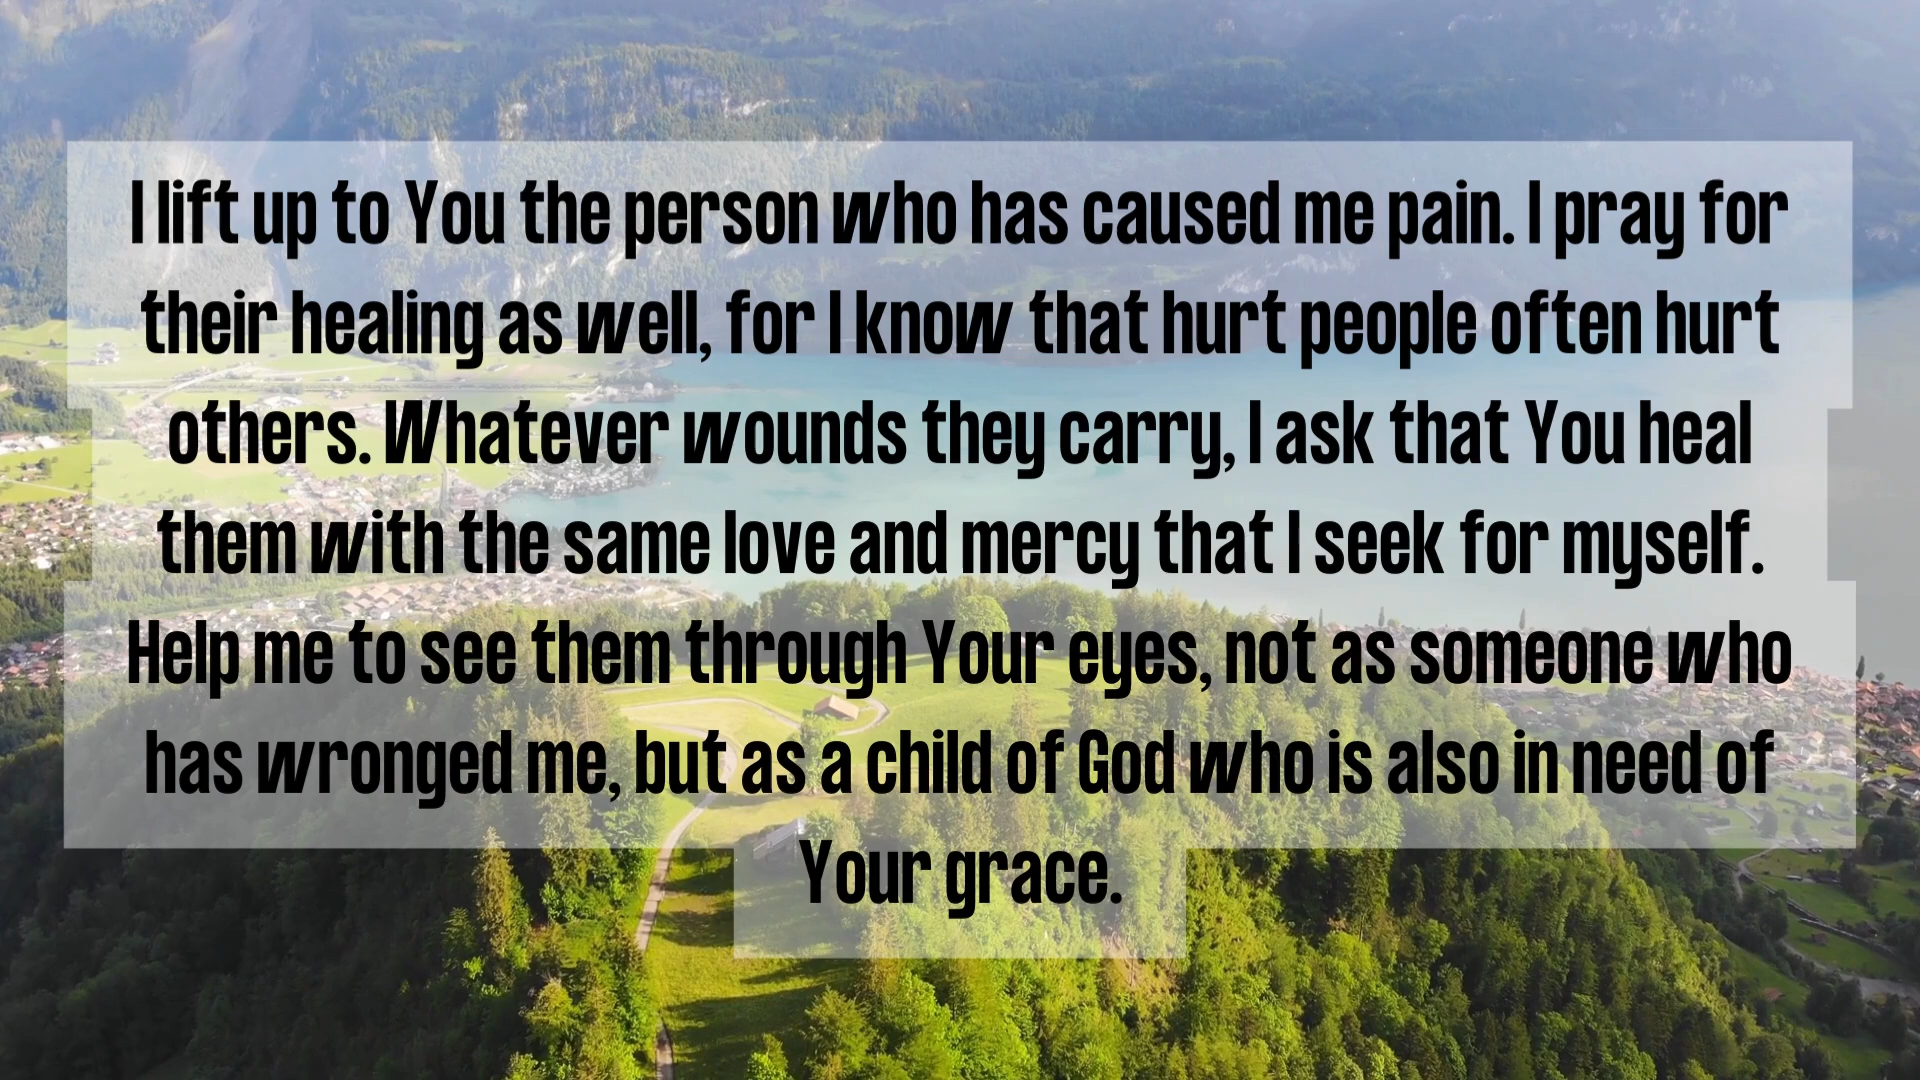 I lift up to You the person who has caused me pain. I pray for
their healing as well, for I know that hurt people often hurt
others. Whatever wounds they carry, I ask that You heal
them with the same love and mercy that I seek for myself.
Help me to see them through Your eyes, not as someone who
has wronged me, but as a child of God who is also in need of
Your grace.